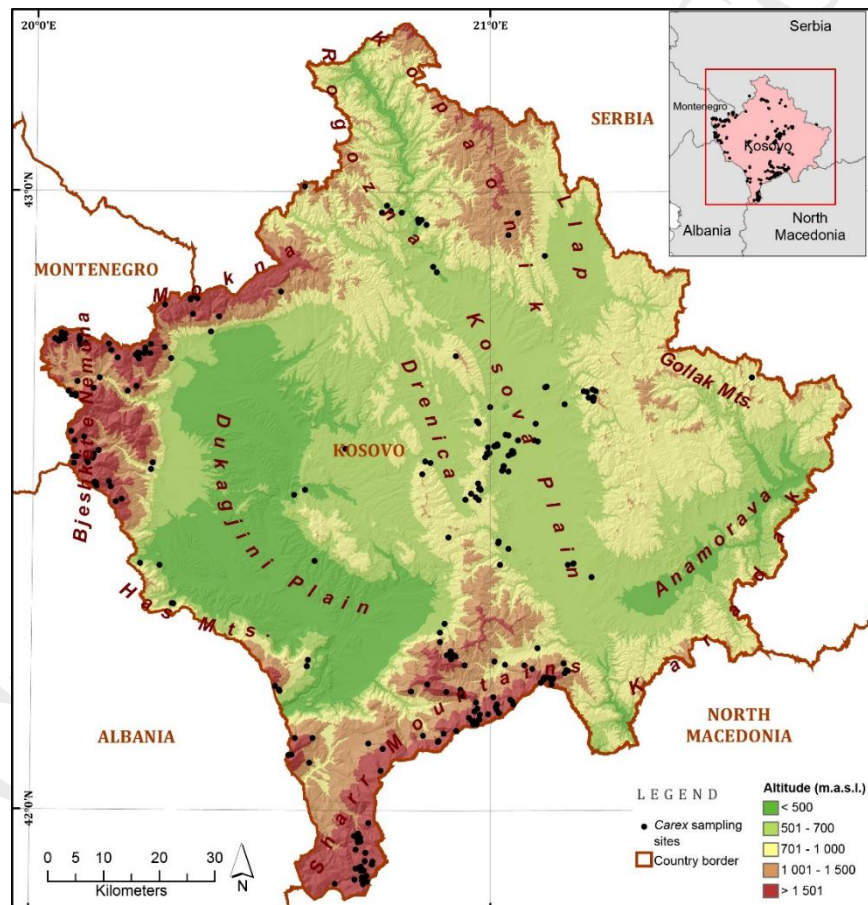 20°0'E
21°0'E
Serbia
Montenegro
Kosovo
Albania
North
Macedonia
Kopaonik
Rogozna
SERBIA
43°0'N
Llap
MONTENEGRO
Mokna
Kosova Plain
Gollak Mts.
Drenica
Bjeshkët e Nemuna
Dukagjini Plain
KOSOVO
Anamorava
Karadak
Has Mts.
Sharr Mountains
NORTH
MACEDONIA
ALBANIA
42°0'N
LEGEND
Carex sampling
sites
Country border
Altitude (m.a.s.l.)
< 500
501 - 700
701 - 1 000
1 001 - 1 500
> 1 501
0 5 10 20 30
Kilometers
N